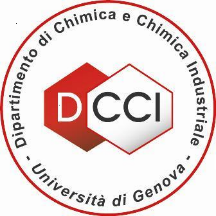 Dipartimento di Chimica e Chimica Industriale
DCCI
- Università di Genova -